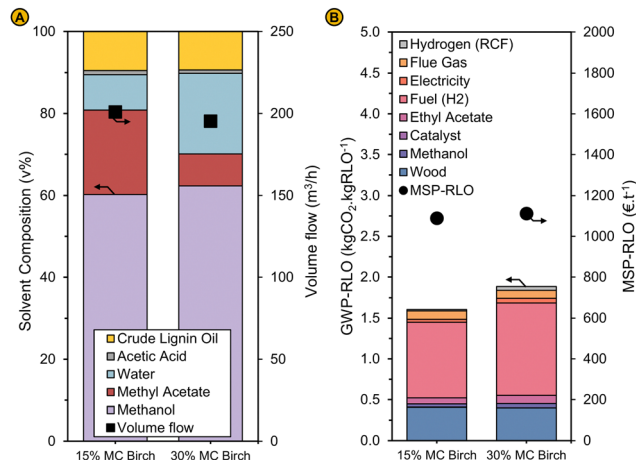 A
B
Solvent Composition (v%)
100
80
60
40
20
0
Crude Lignin Oil
Acetic Acid
Water
Methyl Acetate
Methanol
Volume flow
250
200
150
100
50
0
Volume flow (m³/h)
15% MC Birch
30% MC Birch
GWP-RLO (kgCO₂.kgRLO⁻¹)
5.0
4.5
4.0
3.5
3.0
2.5
2.0
1.5
1.0
0.5
0.0
Hydrogen (RCF)
Flue Gas
Electricity
Fuel (H2)
Ethyl Acetate
Catalyst
Methanol
Wood
MSP-RLO
2000
1800
1600
1400
1200
1000
800
600
400
200
0
MSP-RLO (€.t⁻¹)
15% MC Birch
30% MC Birch